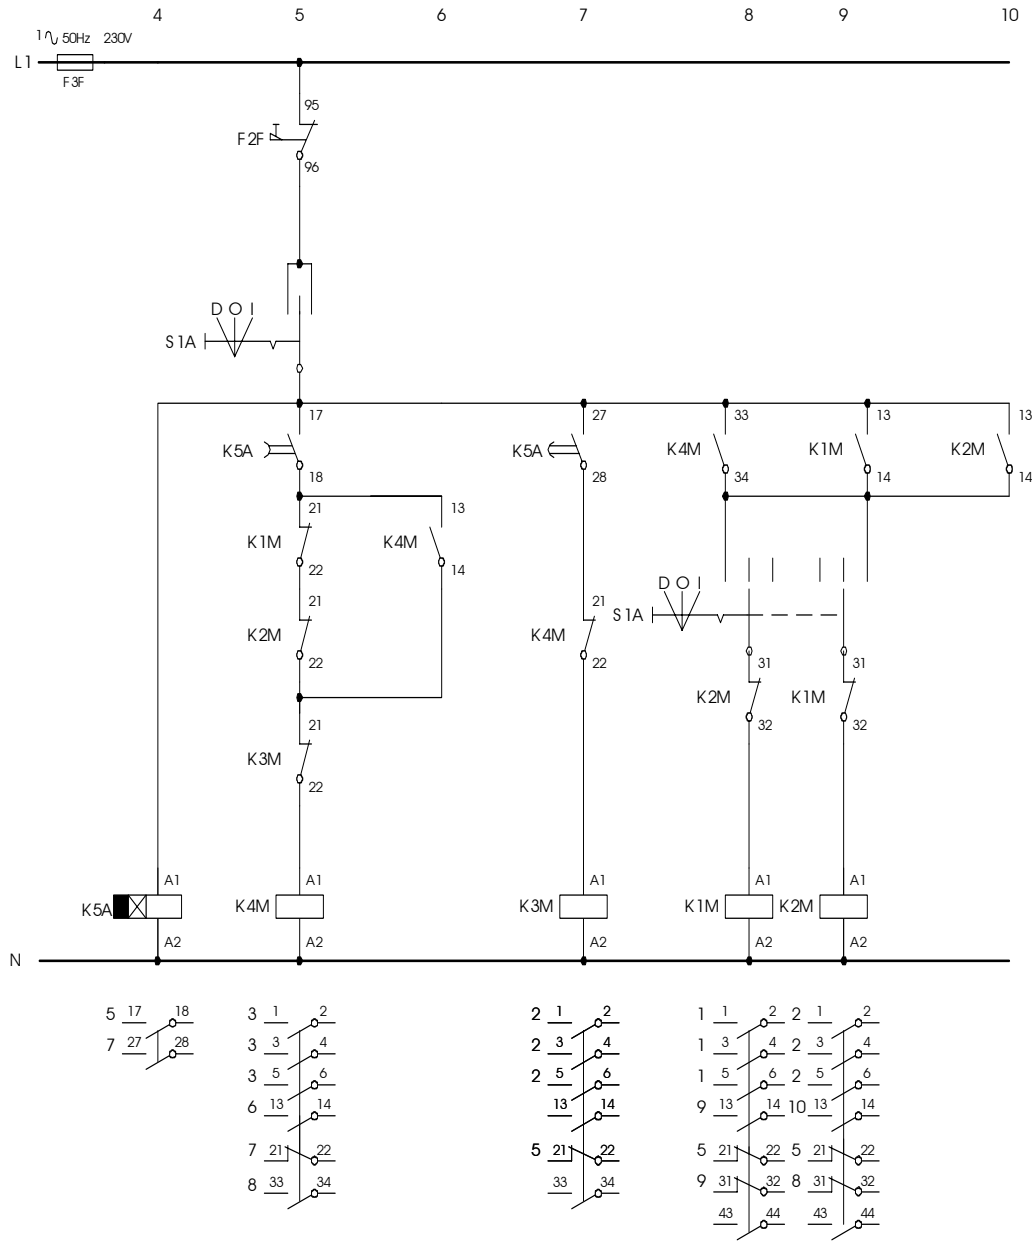 4 5 6 7 8 9 10
1∿ 50Hz 230V
L1
F3F
95
F2F
96
D O I
S1A
17 27 33 13 13
K5A K5A K4M K1M K2M
18 28 34 14 14
21 13
K1M K4M
22 14
D O I
21 21
S1A
K2M K4M
22 22 31 31
K2M K1M
21 32 32
K3M
22
A1 A1 A1 A1 A1
K5A K4M K3M K1M K2M
A2 A2 A2 A2 A2
N
5 17 18 3 1 2 2 1 2 1 1 2 2 1 2
7 27 28 3 3 4 2 3 4 1 3 4 2 3 4
3 5 6 2 5 6 1 5 6 2 5 6
6 13 14 13 14 9 13 14 10 13 14
7 21 22 5 21 22 5 21 22 5 21 22
8 33 34 33 34 9 31 32 8 31 32
43 44 43 44